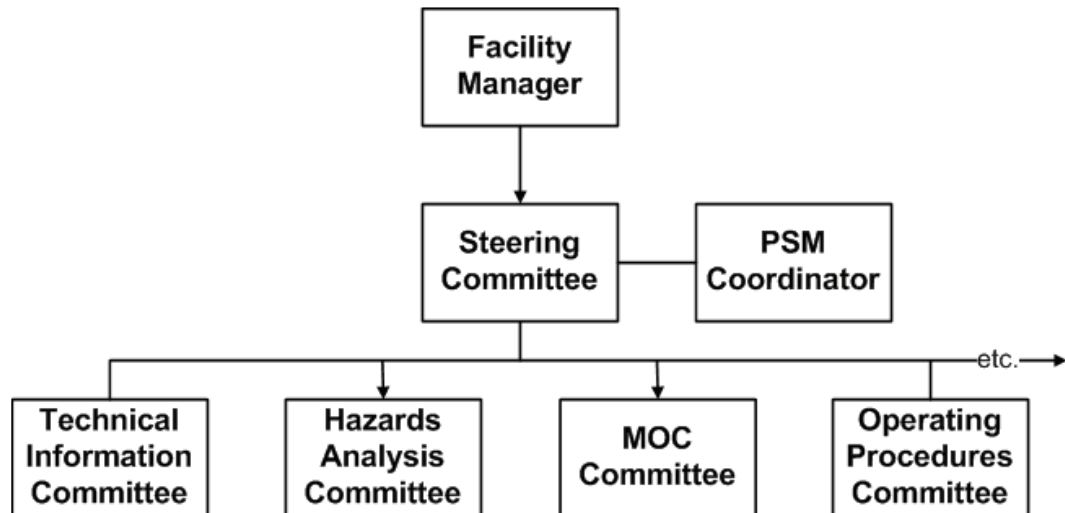 Facility
Manager
Steering
Committee
PSM
Coordinator
etc.
Technical
Information
Committee
Hazards
Analysis
Committee
MOC
Committee
Operating
Procedures
Committee